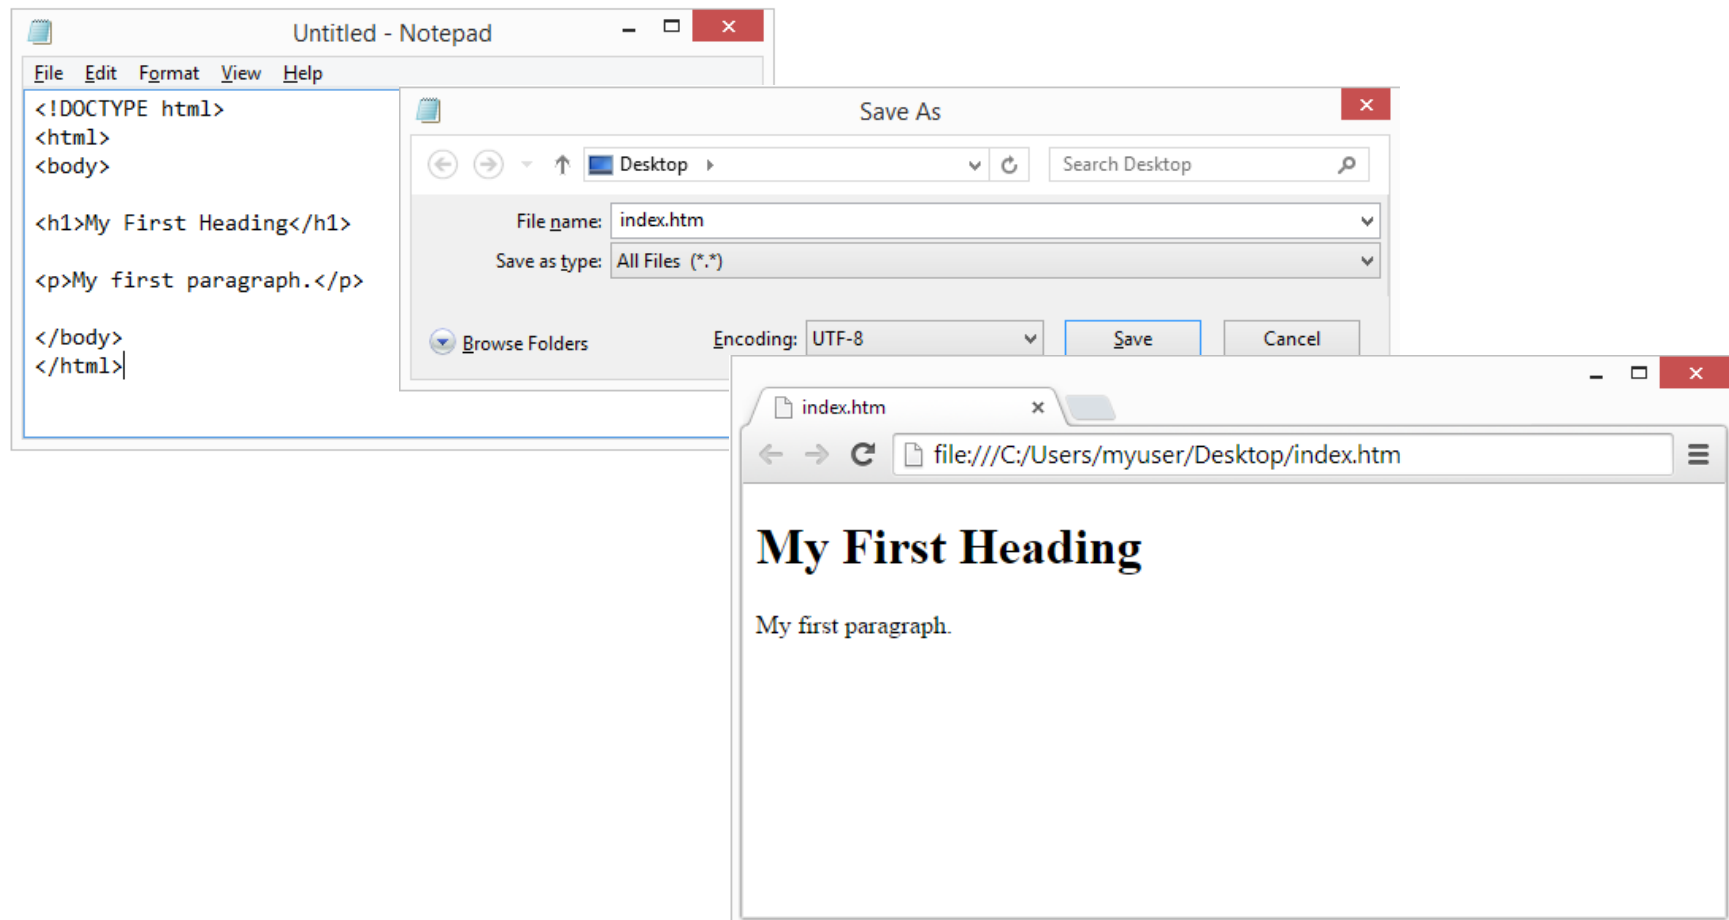 Untitled - Notepad
File Edit Format View Help
<!DOCTYPE html>
<html>
<body>
<h1>My First Heading</h1>
<p>My first paragraph.</p>
</body>
</html>
Save As
Desktop
Search Desktop
File name: index.htm
Save as type: All Files (*.*)
Browse Folders
Encoding: UTF-8
Save
Cancel
index.htm
file:///C:/Users/myuser/Desktop/index.htm
My First Heading
My first paragraph.